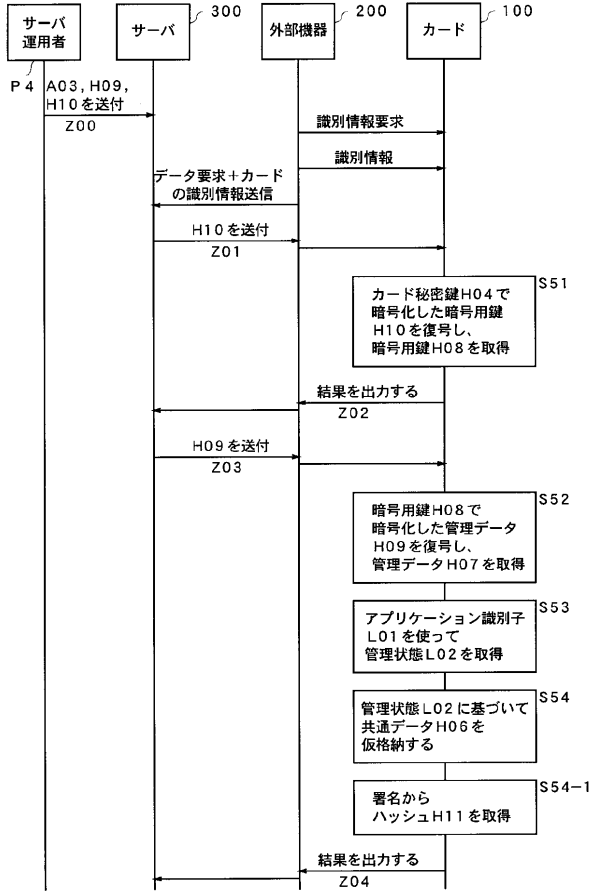 サーバ
運用者
サーバ
300
外部機器
200
カード
100
P4
A03,H09,
H10を送付
Z00
識別情報要求
識別情報
データ要求+カード
の識別情報送信
H10を送付
Z01
S51
カード秘密鍵H04で
暗号化した暗号用鍵
H10を復号し、
暗号用鍵H08を取得
結果を出力する
Z02
H09を送付
Z03
S52
暗号用鍵H08で
暗号化した管理データ
H09を復号し、
管理データH07を取得
S53
アプリケーション識別子
L01を使って
管理状態L02を取得
S54
管理状態L02に基づいて
共通データH06を
仮格納する
S54-1
署名から
ハッシュH11を取得
結果を出力する
Z04